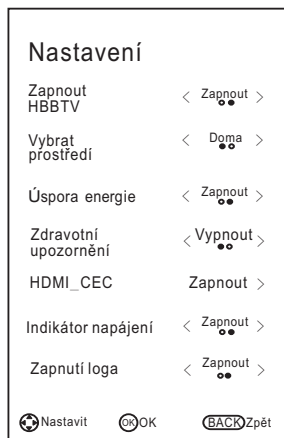 Nastavení
Zapnout
HBBTV
< Zapnout >
Vybrat
prostředí
< Doma >
Úspora energie < Zapnout >
Zdravotní
upozornění
< Vypnout >
HDMI_CEC Zapnout >
Indikátor napájení < Zapnout >
Zapnutí loga < Zapnout >
Nastavit OK OK BACK Zpět